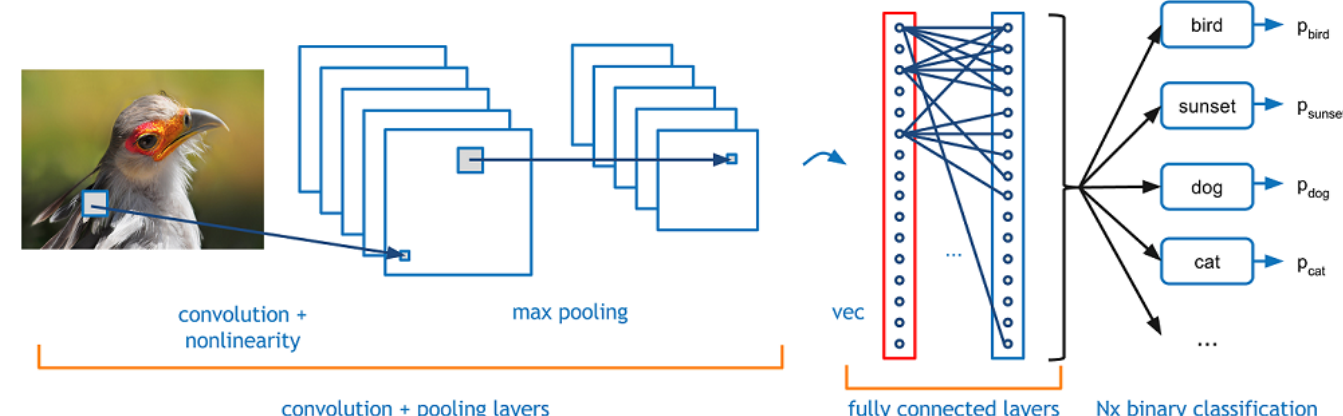 bird
p_bird
sunset
p_sunset
dog
p_dog
...
cat
p_cat
convolution +
nonlinearity
max pooling
vec
...
convolution + pooling layers
fully connected layers
Nx binary classification